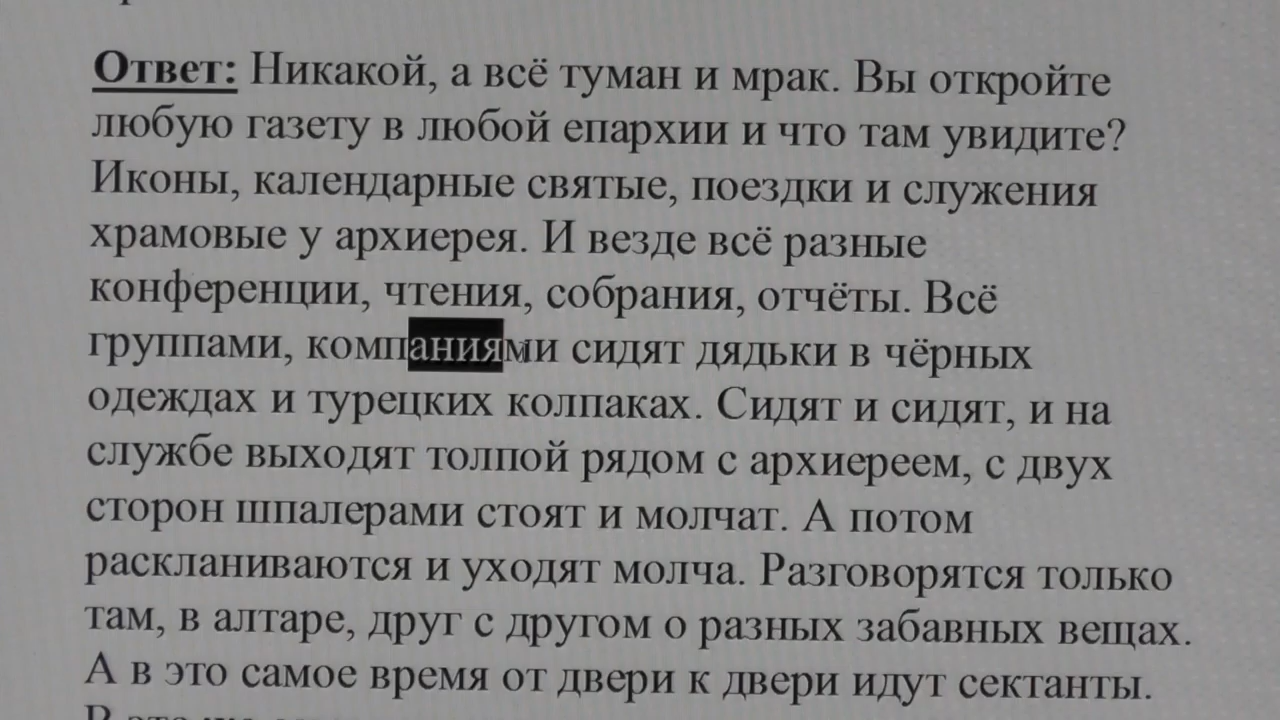 Ответ: Никакой, а всё туман и мрак. Вы откройте
любую газету в любой епархии и что там увидите?
Иконы, календарные святые, поездки и служения
храмовые у архиерея. И везде всё разные
конференции, чтения, собрания, отчёты. Всё
группами, компаниями сидят дядьки в чёрных
одеждах и турецких колпаках. Сидят и сидят, и на
службе выходят толпой рядом с архиереем, с двух
сторон шпалерами стоят и молчат. А потом
раскланиваются и уходят молча. Разговорятся только
там, в алтаре, друг с другом о разных забавных вещах.
А в это самое время от двери к двери идут сектанты.